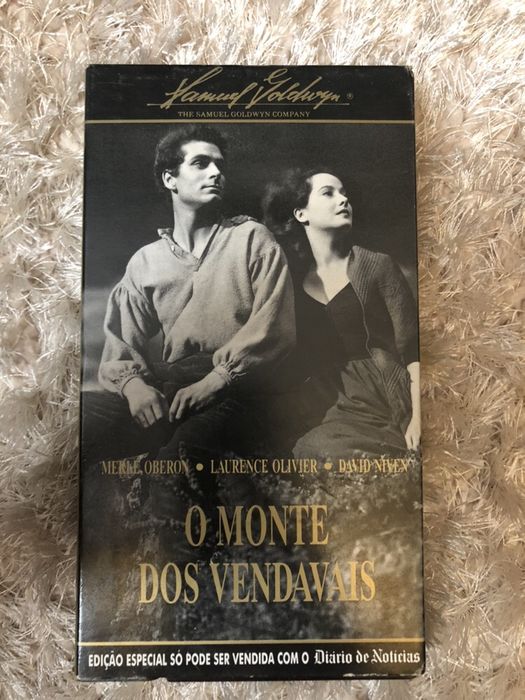 Samuel Goldwyn ®
THE SAMUEL GOLDWYN COMPANY
MERLE OBERON • LAURENCE OLIVIER • DAVID NIVEN
O MONTE
DOS VENDAVAIS
EDIÇÃO ESPECIAL SÓ PODE SER VENDIDA COM O Diário de Notícias